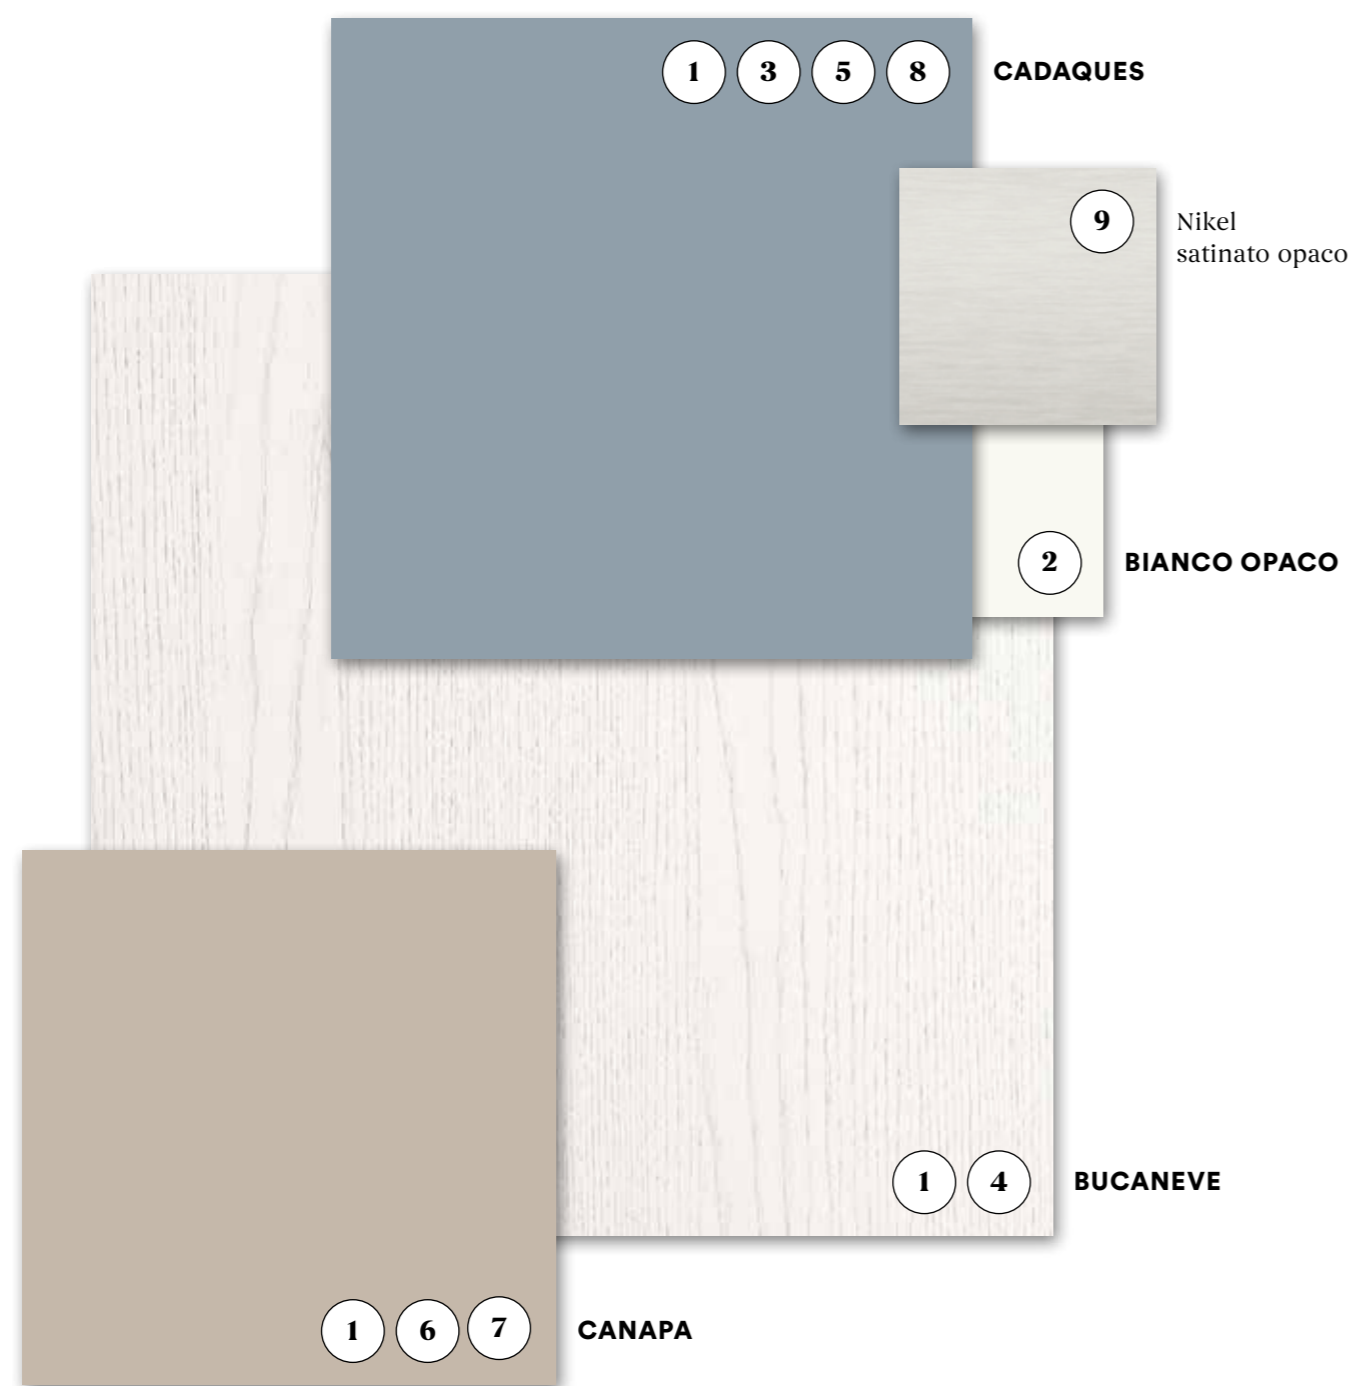 1 3 5 8 CADAQUES
9 Nikel
satinato opaco
2 BIANCO OPACO
1 4 BUCANEVE
1 6 7 CANAPA